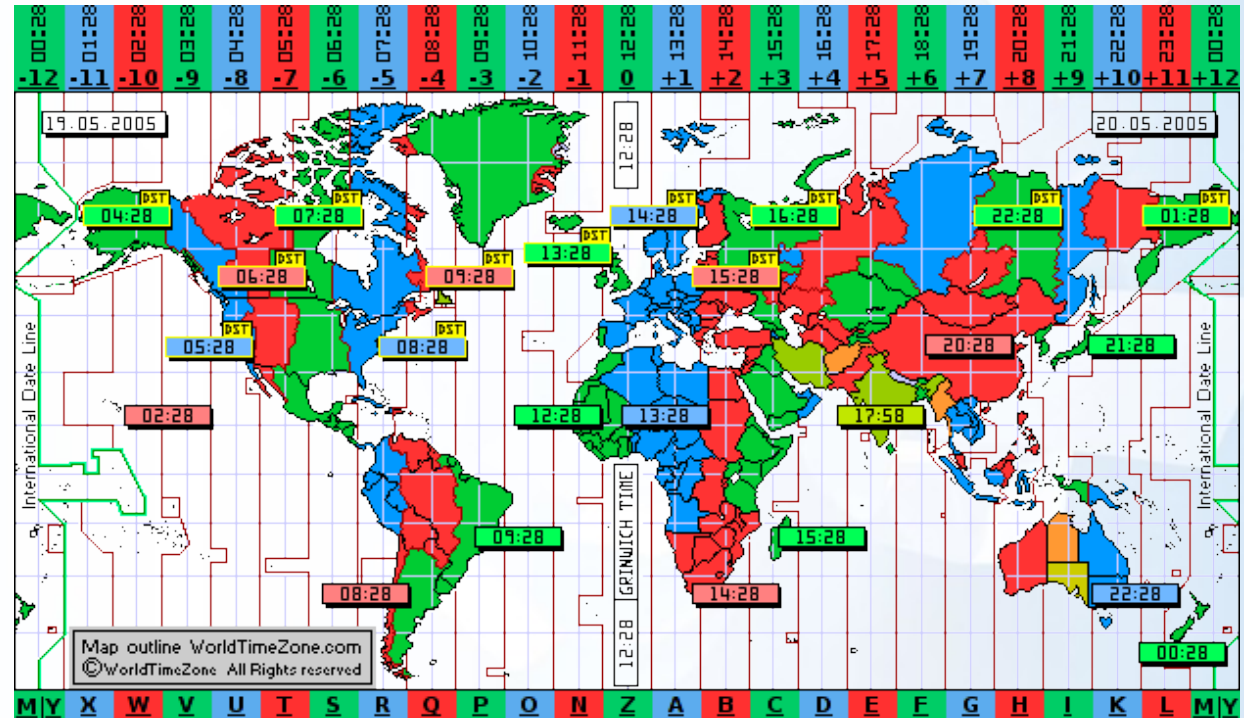 00:28 01:28 02:28 03:28 04:28 05:28 06:28 07:28 08:28 09:28 10:28 11:28 12:28 13:28 14:28 15:28 16:28 17:28 18:28 19:28 20:28 21:28 22:28 23:28 00:28
-12 -11 -10 -9 -8 -7 -6 -5 -4 -3 -2 -1 0 +1 +2 +3 +4 +5 +6 +7 +8 +9 +10 +11 +12
19.05.2005
20.05.2005
12:28
DST DST DST DST DST DST
04:28 07:28 14:28 16:28 22:28 01:28
DST
13:28
DST DST DST
06:28 09:28 15:28
DST DST
05:28 08:28 20:28 21:28
International Date Line
International Date Line
02:28 12:28 13:28 17:58
GRINWICH TIME
09:28 15:28
08:28 14:28 22:28
12:28
00:28
Map outline WorldTimeZone.com
©WorldTimeZone All Rights reserved
M Y X W V U T S R Q P O N Z A B C D E F G H I K L M Y